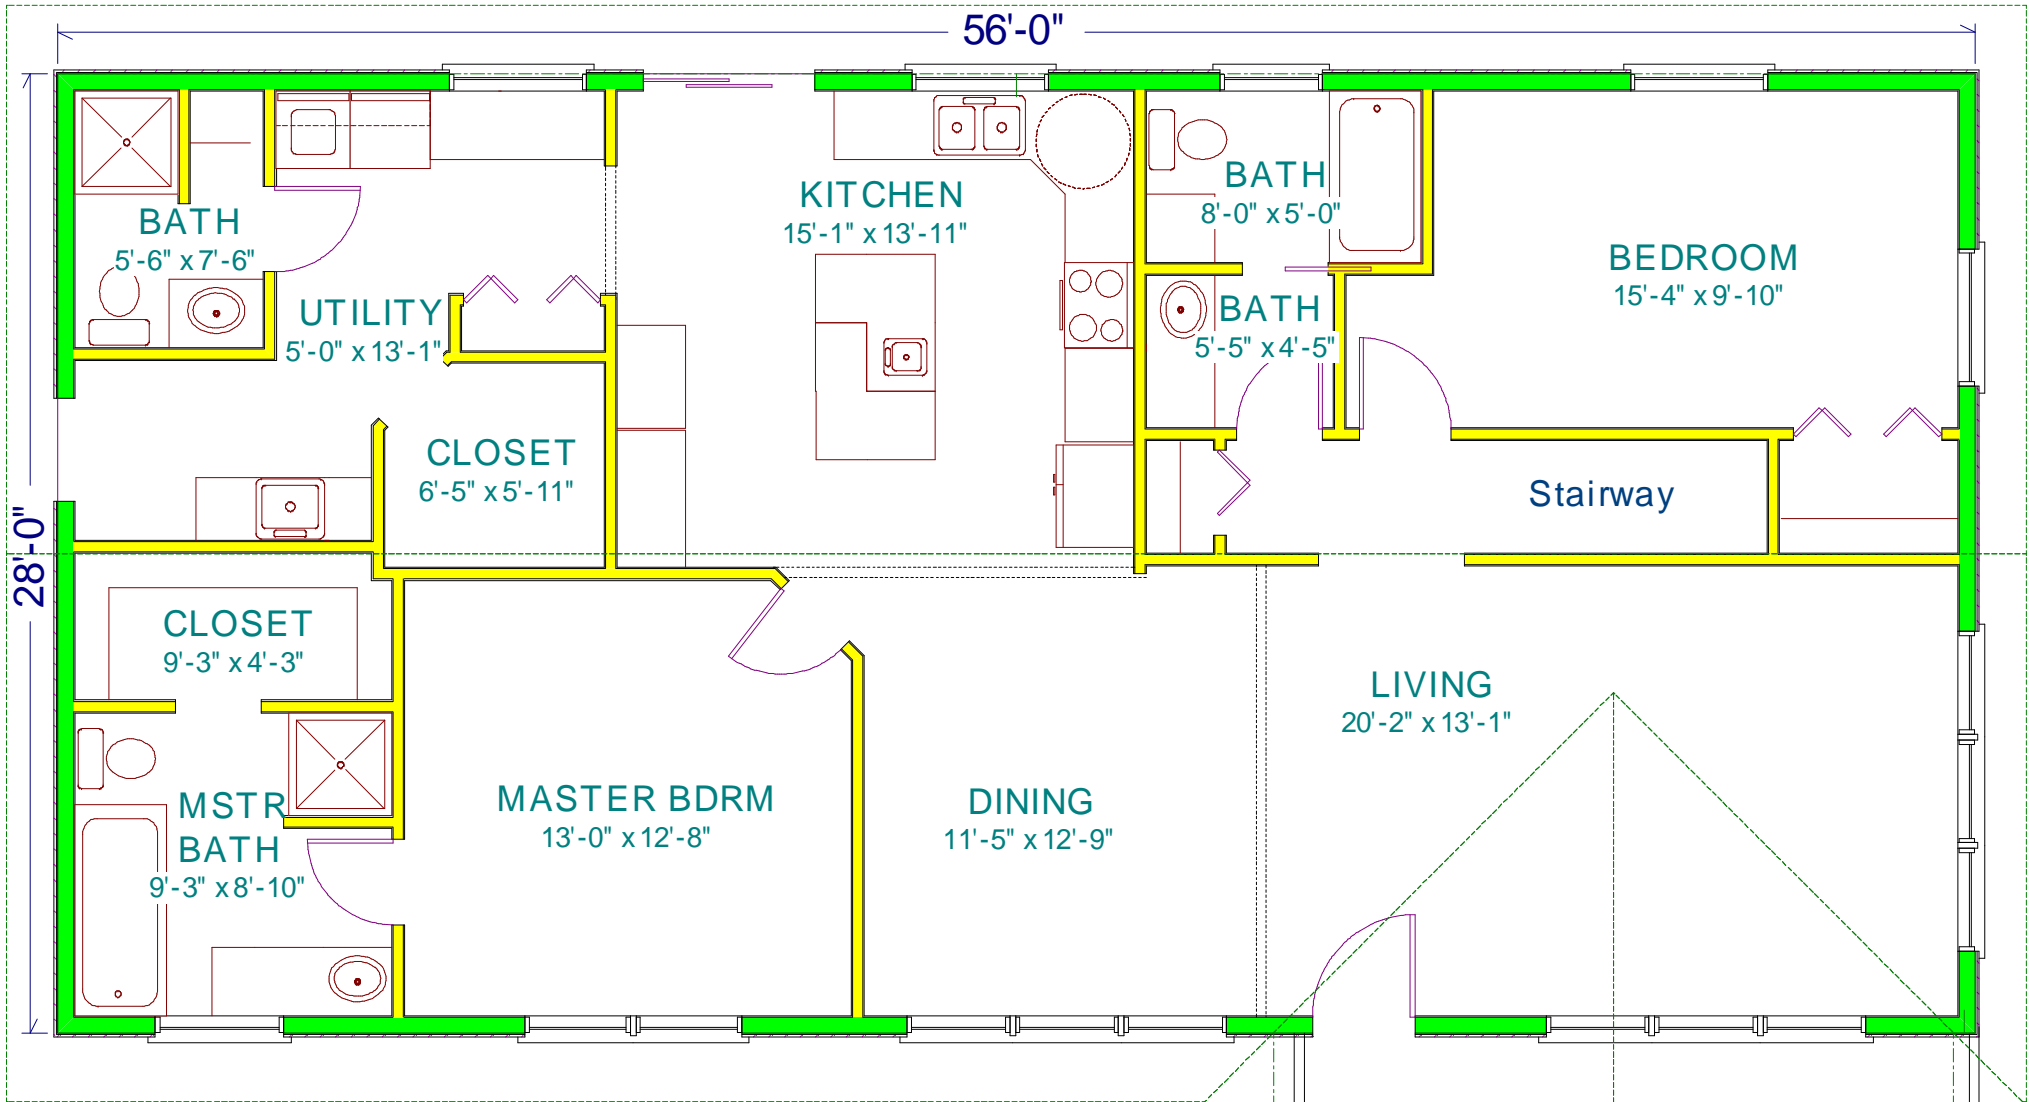 56'-0"
28'-0"
BATH
5'-6" x 7'-6"
UTILITY
5'-0" x 13'-1"
KITCHEN
15'-1" x 13'-11"
BATH
8'-0" x 5'-0"
BATH
5'-5" x 4'-5"
BEDROOM
15'-4" x 9'-10"
CLOSET
6'-5" x 5'-11"
Stairway
CLOSET
9'-3" x 4'-3"
MSTR
BATH
9'-3" x 8'-10"
MASTER BDRM
13'-0" x 12'-8"
DINING
11'-5" x 12'-9"
LIVING
20'-2" x 13'-1"